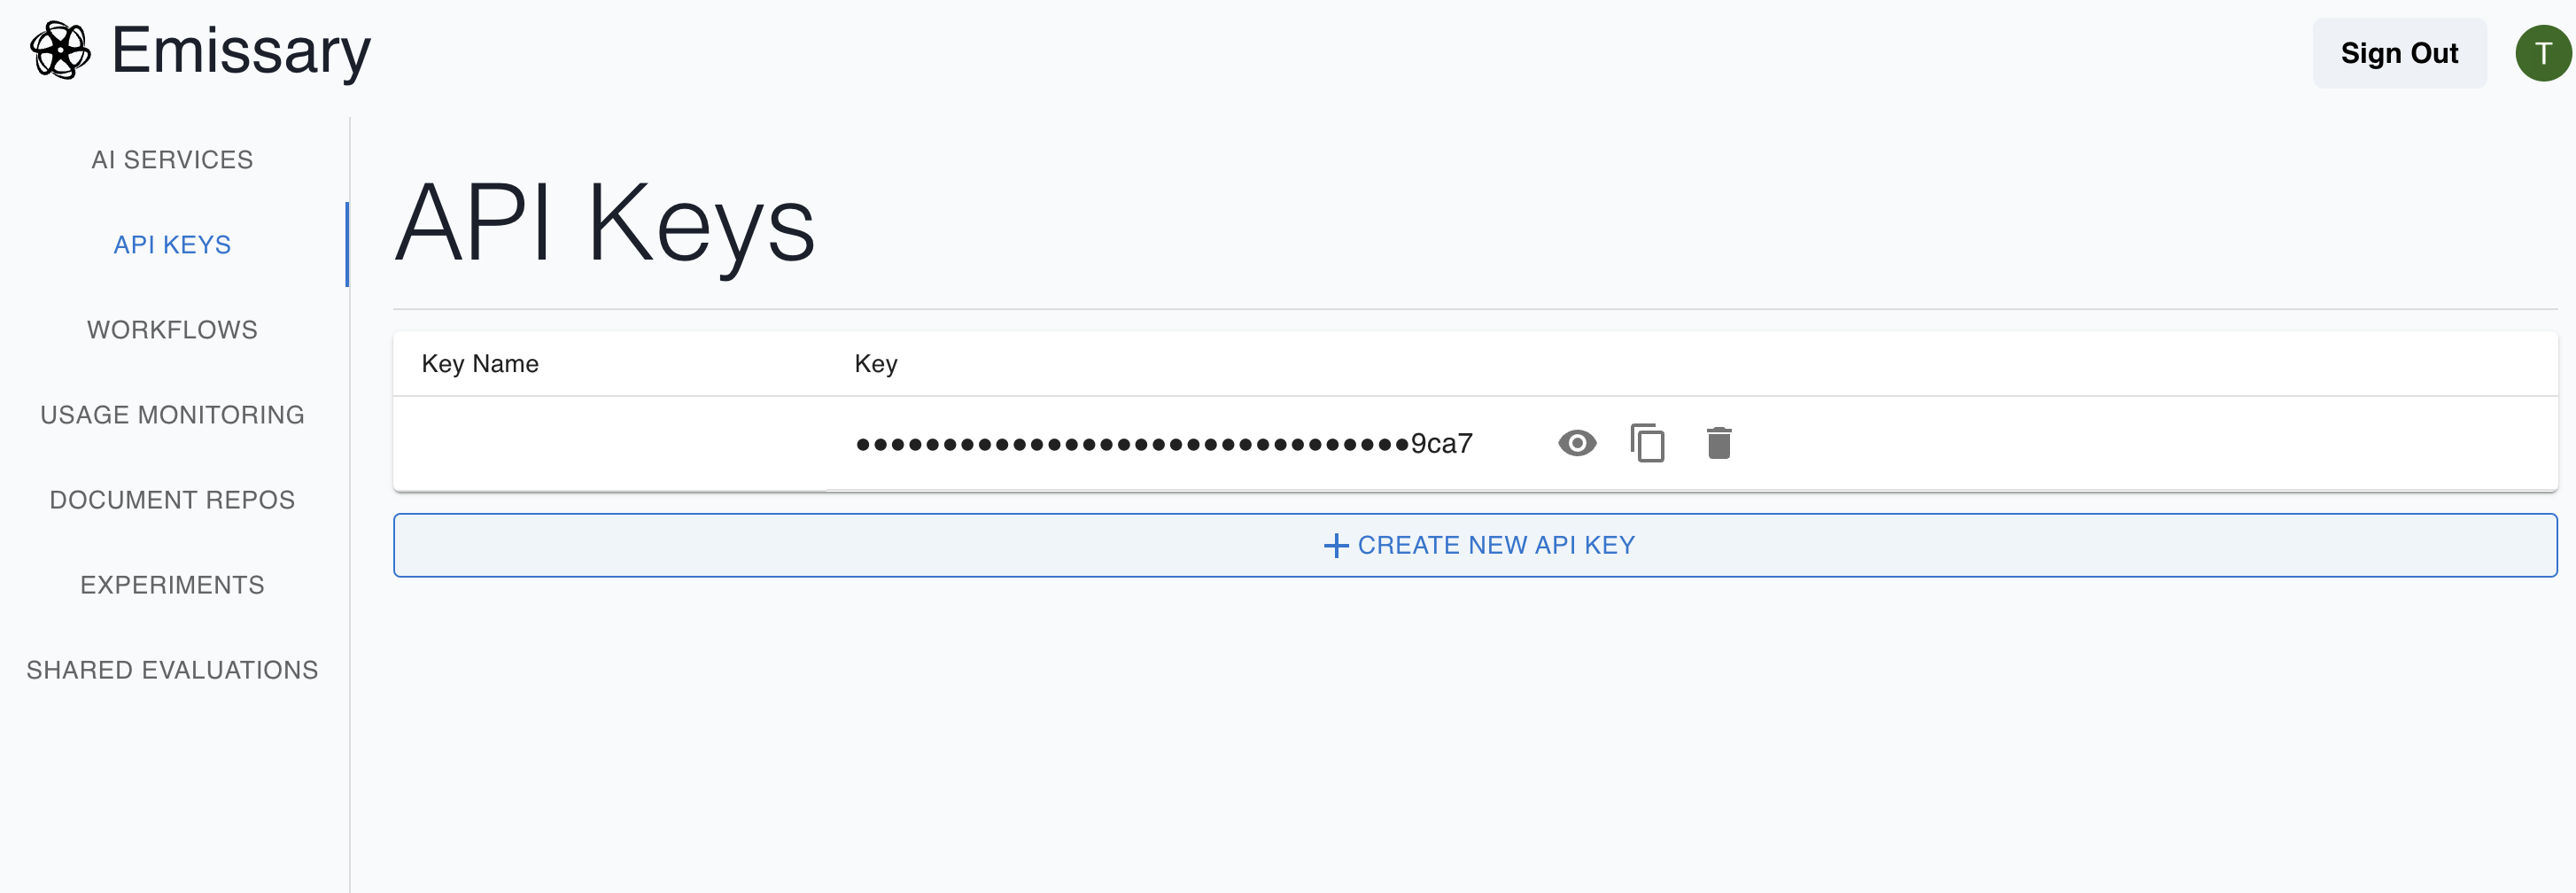 Emissary
Sign Out
T
AI SERVICES
API KEYS
WORKFLOWS
USAGE MONITORING
DOCUMENT REPOS
EXPERIMENTS
SHARED EVALUATIONS
API Keys
Key Name Key
••••••••••••••••••••••••••••••••9ca7
+ CREATE NEW API KEY